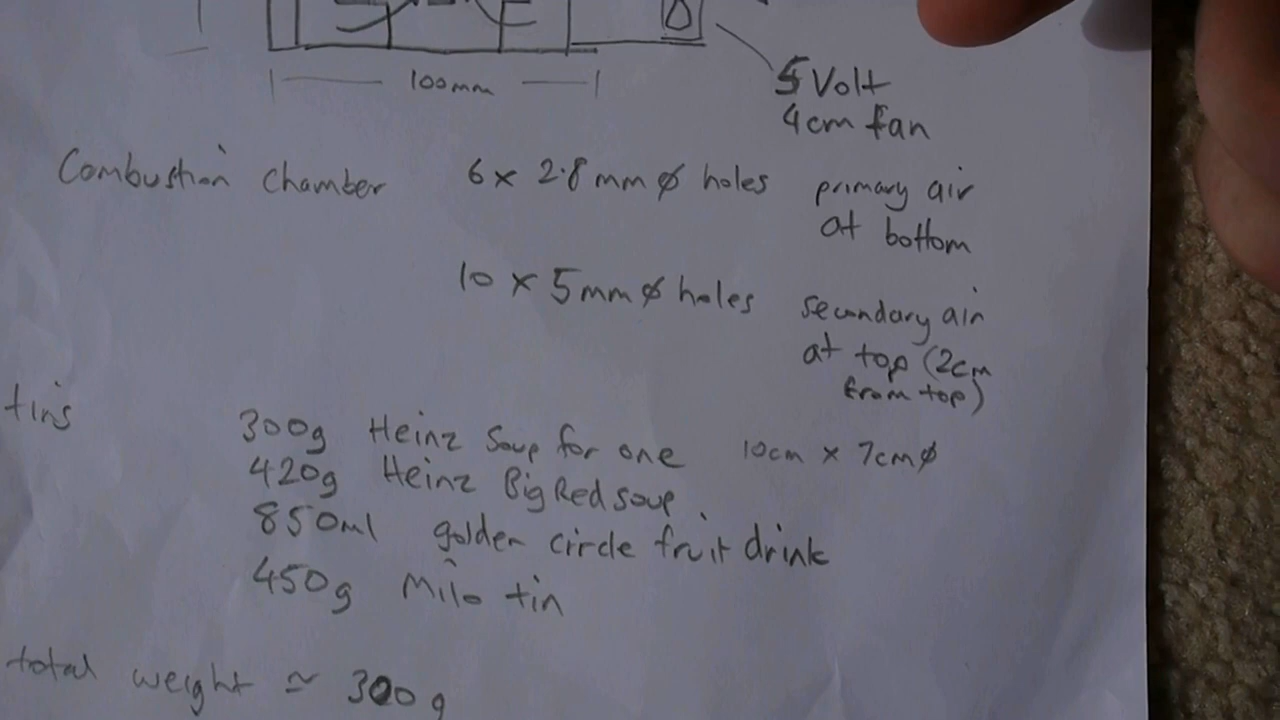 100mm
5 Volt
4cm fan
Combustion chamber 6 x 2.8mm ϕ holes primary air
at bottom
10 x 5mm ϕ holes secondary air
at top (2cm
from top)
tins
300g Heinz Soup for one 10cm x 7cm ϕ
420g Heinz Big Red soup
850ml golden circle fruit drink
450g Milo tin
total weight ≃ 300g